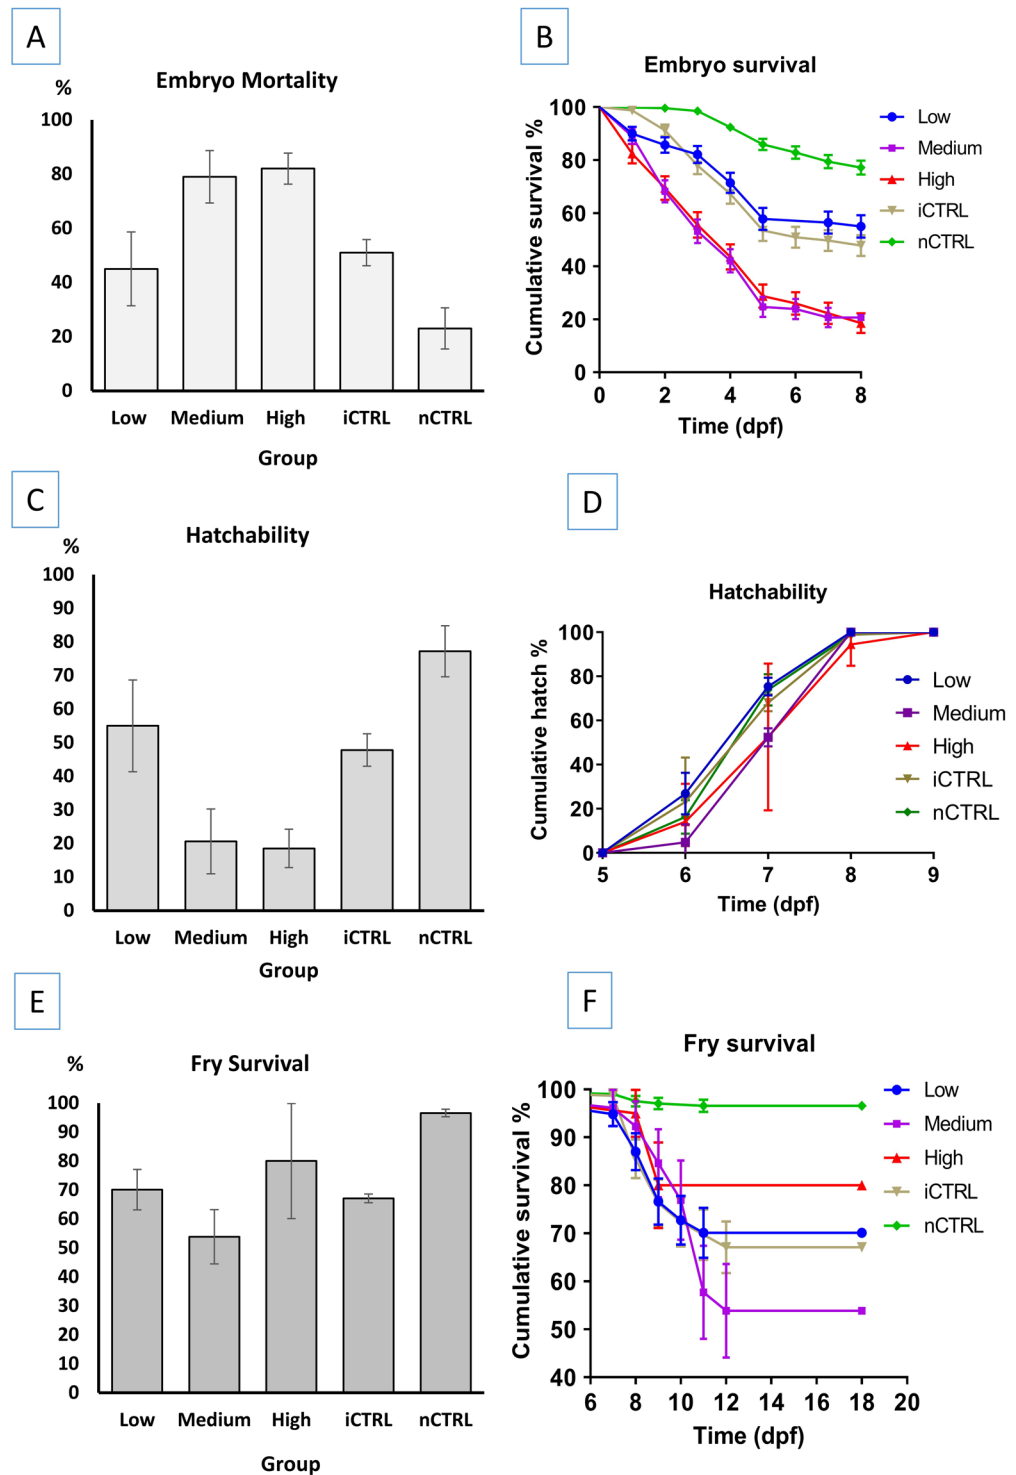 A
Embryo Mortality
%
100
80
60
40
20
0
Low Medium High iCTRL nCTRL
Group
B
Embryo survival
Cumulative survival %
100
80
60
40
20
0
0 2 4 6 8
Time (dpf)
Low
Medium
High
iCTRL
nCTRL
C
Hatchability
%
100
90
80
70
60
50
40
30
20
10
0
Low Medium High iCTRL nCTRL
Group
D
Hatchability
Cumulative hatch %
100
80
60
40
20
0
5 6 7 8 9
Time (dpf)
Low
Medium
High
iCTRL
nCTRL
E
Fry Survival
%
100
90
80
70
60
50
40
30
20
10
0
Low Medium High iCTRL nCTRL
Group
F
Fry survival
Cumulative survival %
100
90
80
70
60
50
40
6 8 10 12 14 16 18 20
Time (dpf)
Low
Medium
High
iCTRL
nCTRL